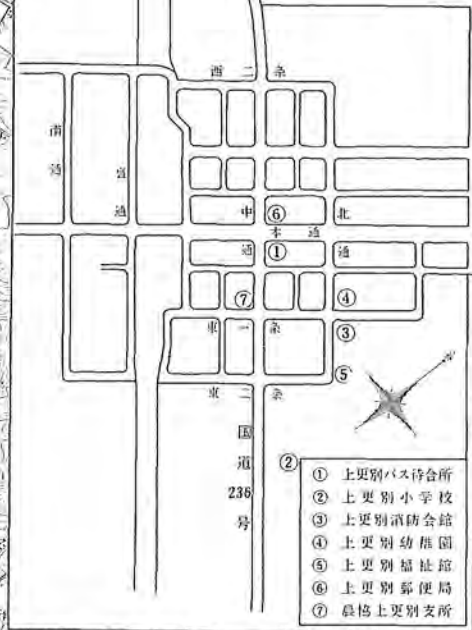 西二条
南通
宮通
中通
⑥
北通
本通
①
⑦
④
東一条
③
⑤
東二条
国道236号
②
① 上更別バス待合所
② 上更別小学校
③ 上更別消防会館
④ 上更別幼稚園
⑤ 上更別福祉館
⑥ 上更別郵便局
⑦ 農協上更別支所